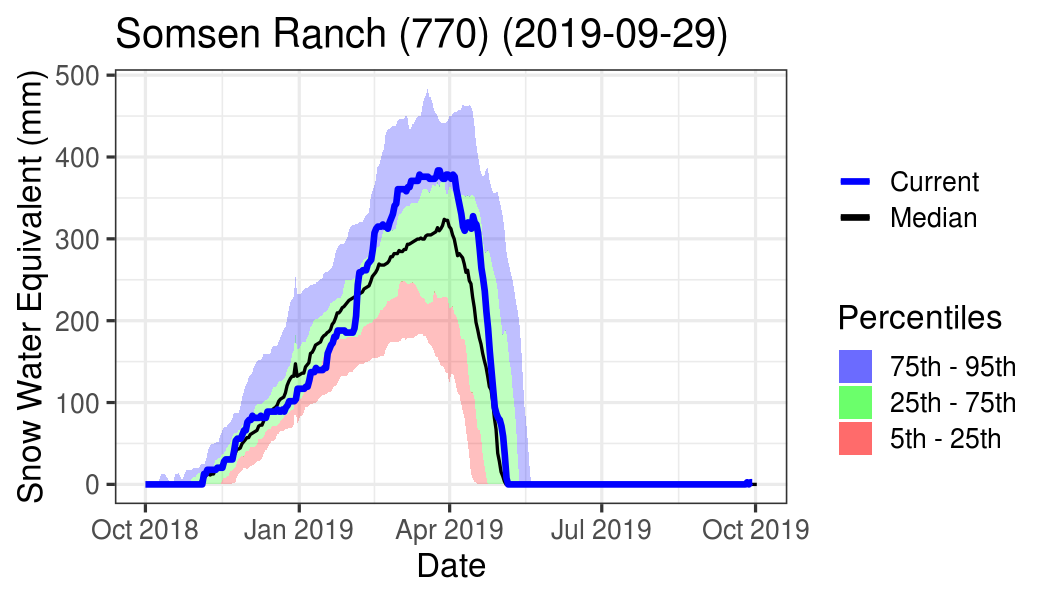 Somsen Ranch (770) (2019-09-29)
Snow Water Equivalent (mm)
500
400
300
200
100
0
Oct 2018
Jan 2019
Apr 2019
Jul 2019
Oct 2019
Date
Current
Median
Percentiles
75th - 95th
25th - 75th
5th - 25th